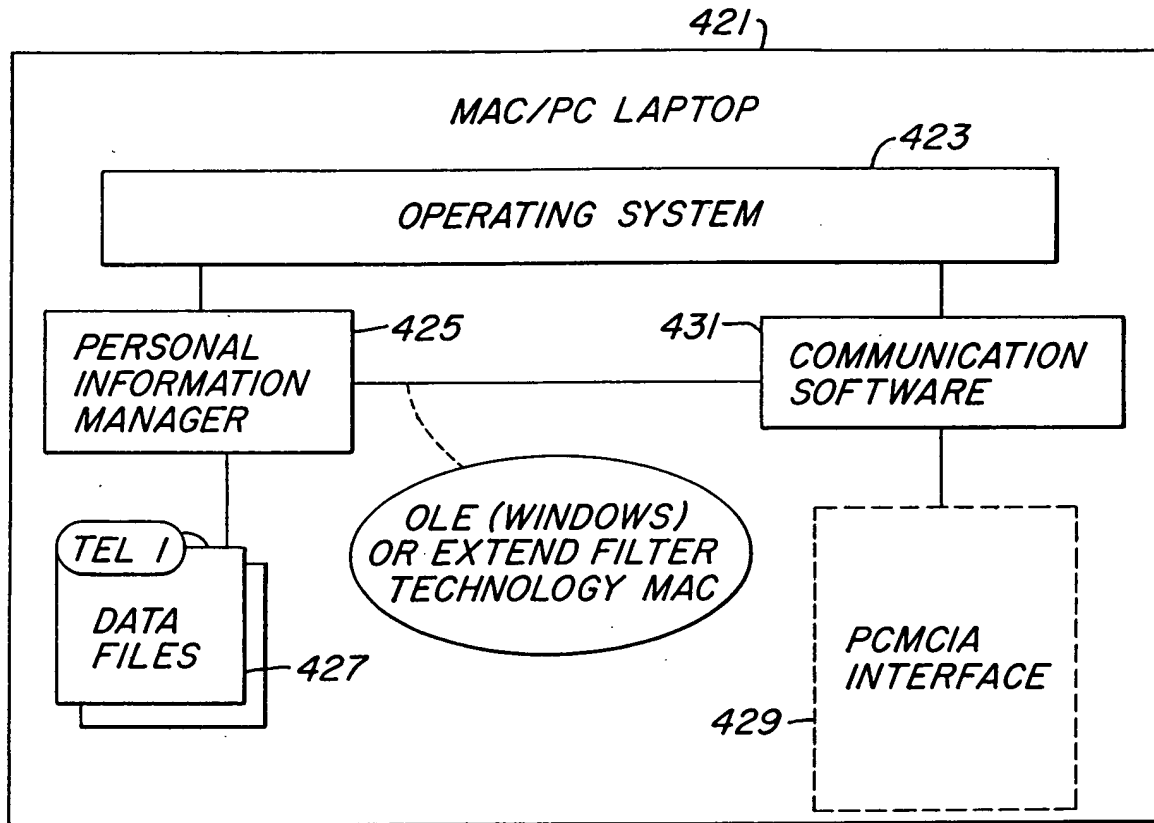 421
MAC/PC LAPTOP
423
OPERATING SYSTEM
425
PERSONAL
INFORMATION
MANAGER
431
COMMUNICATION
SOFTWARE
OLE (WINDOWS)
OR EXTEND FILTER
TECHNOLOGY MAC
TEL 1
DATA
FILES
427
PCMCIA
INTERFACE
429